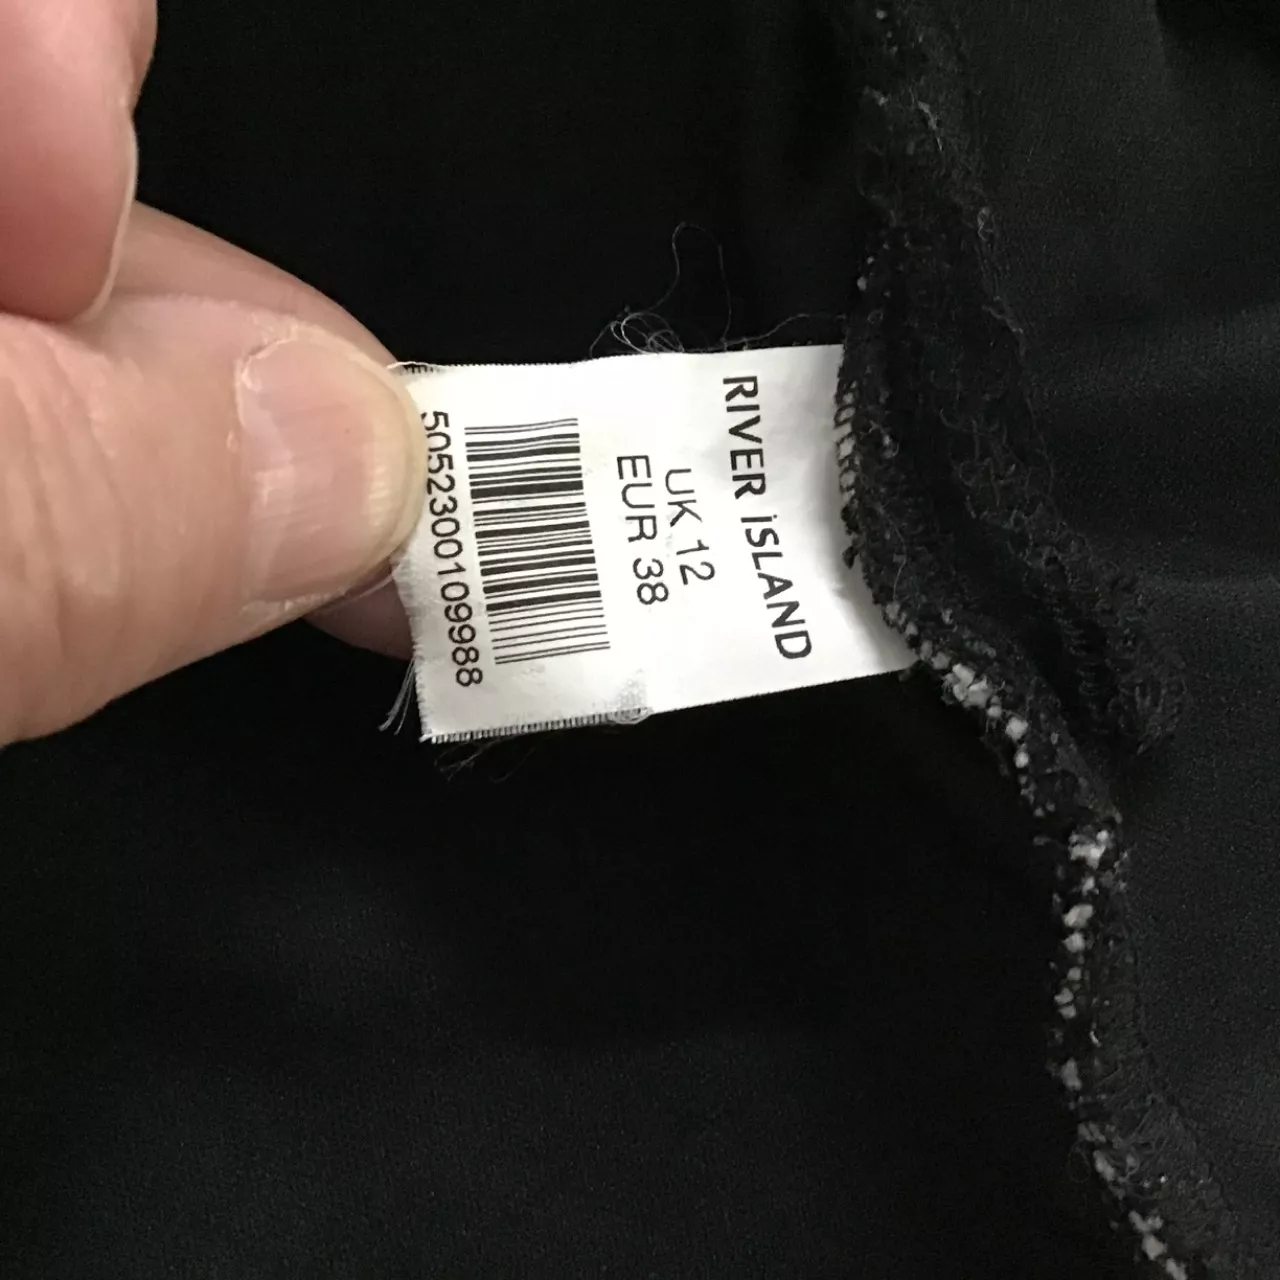 RIVER iSLAND
UK 12
EUR 38
5052300109988